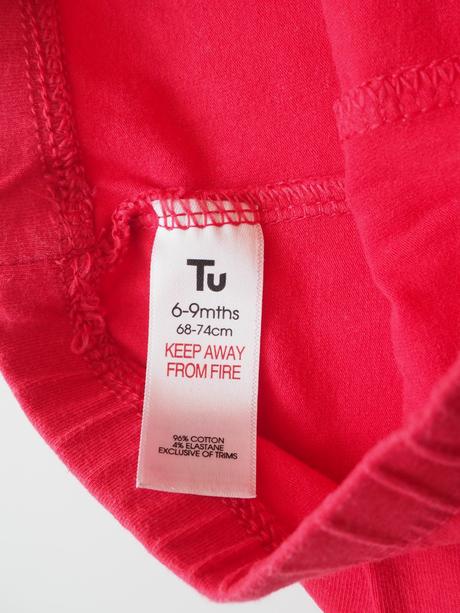 Tu
6-9mths
68-74cm
KEEP AWAY
FROM FIRE
96% COTTON
4% ELASTANE
EXCLUSIVE OF TRIMS